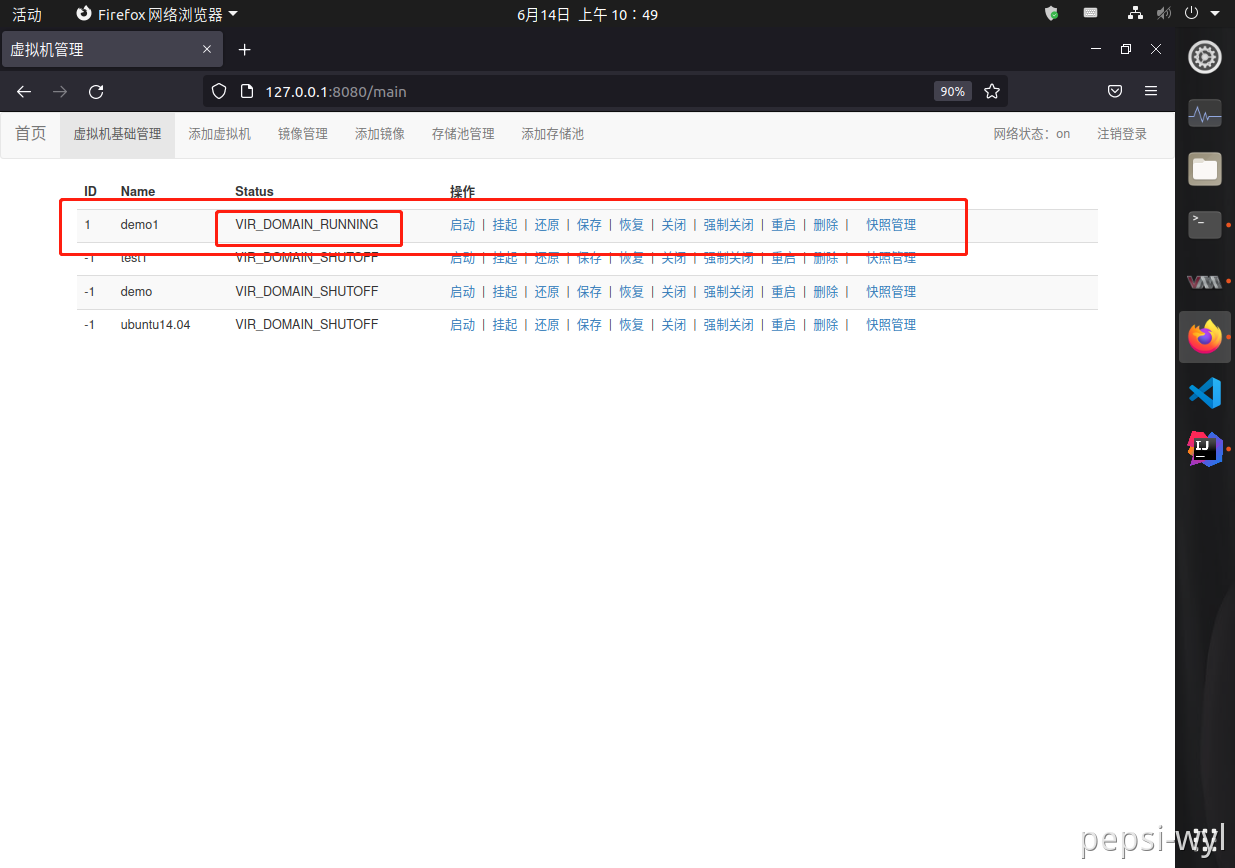 活动 Firefox 网络浏览器 6月14日 上午 10：49
虚拟机管理
127.0.0.1:8080/main 90%
首页 虚拟机基础管理 添加虚拟机 镜像管理 添加镜像 存储池管理 添加存储池 网络状态：on 注销登录
ID Name Status 操作
1 demo1 VIR_DOMAIN_RUNNING 启动 | 挂起 | 还原 | 保存 | 恢复 | 关闭 | 强制关闭 | 重启 | 删除 | 快照管理
-1 test1 VIR_DOMAIN_SHUTOFF 启动 | 挂起 | 还原 | 保存 | 恢复 | 关闭 | 强制关闭 | 重启 | 删除 | 快照管理
-1 demo VIR_DOMAIN_SHUTOFF 启动 | 挂起 | 还原 | 保存 | 恢复 | 关闭 | 强制关闭 | 重启 | 删除 | 快照管理
-1 ubuntu14.04 VIR_DOMAIN_SHUTOFF 启动 | 挂起 | 还原 | 保存 | 恢复 | 关闭 | 强制关闭 | 重启 | 删除 | 快照管理
IJ
pepsi-wyl